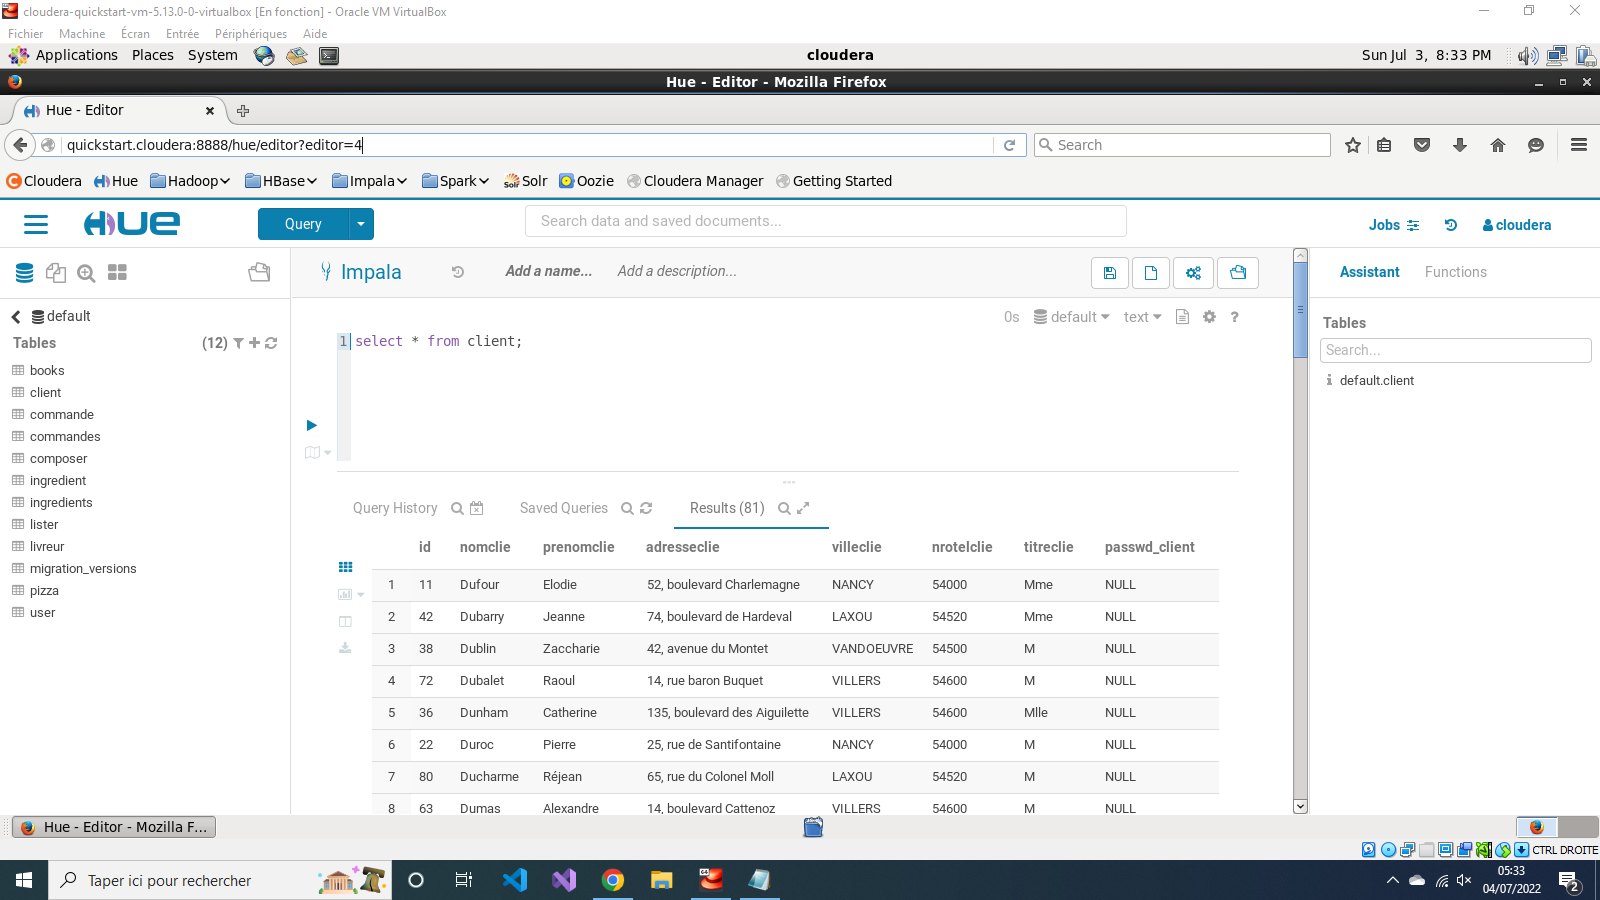 cloudera-quickstart-vm-5.13.0-0-virtualbox [En fonction] - Oracle VM VirtualBox
Fichier Machine Écran Entrée Périphériques Aide
Applications Places System cloudera Sun Jul 3, 8:33 PM
Hue - Editor - Mozilla Firefox
Hue - Editor
quickstart.cloudera:8888/hue/editor?editor=4 Search
Cloudera Hue Hadoop HBase Impala Spark Solr Oozie Cloudera Manager Getting Started
HUE Query Search data and saved documents... Jobs cloudera
Impala Add a name... Add a description... Assistant Functions
default 0s default text ?
Tables (12) Tables
1 select * from client;
Search...
books
default.client
client
commande
commandes
composer
ingredient
ingredients
lister
livreur
migration_versions
pizza
user
Query History Saved Queries Results (81)
id nomclie prenomclie adresseclie villeclie nrotelclie titreclie passwd_client
1 11 Dufour Elodie 52, boulevard Charlemagne NANCY 54000 Mme NULL
2 42 Dubarry Jeanne 74, boulevard de Hardeval LAXOU 54520 Mme NULL
3 38 Dublin Zaccharie 42, avenue du Montet VANDOEUVRE 54500 M NULL
4 72 Dubalet Raoul 14, rue baron Buquet VILLERS 54600 M NULL
5 36 Dunham Catherine 135, boulevard des Aiguilette VILLERS 54600 Mlle NULL
6 22 Duroc Pierre 25, rue de Santifontaine NANCY 54000 M NULL
7 80 Ducharme Réjean 65, rue du Colonel Moll LAXOU 54520 M NULL
8 63 Dumas Alexandre 14, boulevard Cattenoz VILLERS 54600 M NULL
Hue - Editor - Mozilla F...
CTRL DROITE
Taper ici pour rechercher
05:33
04/07/2022
2